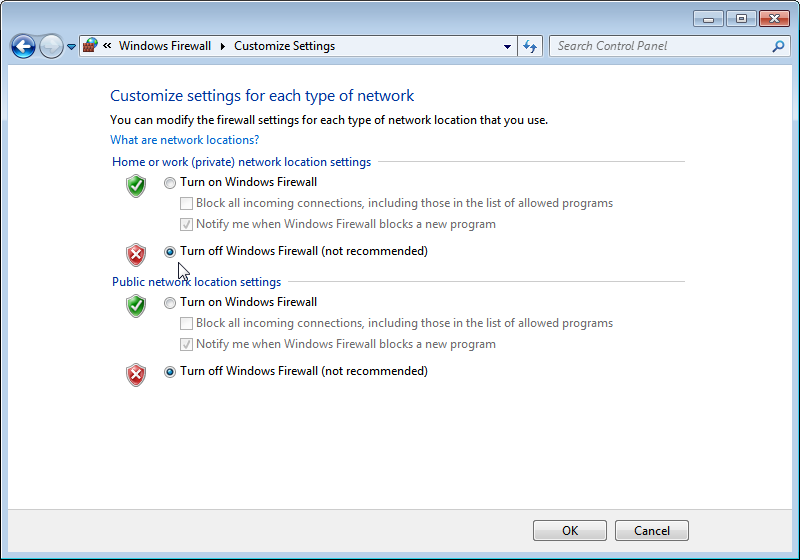 « Windows Firewall ▸ Customize Settings
Search Control Panel
Customize settings for each type of network
You can modify the firewall settings for each type of network location that you use.
What are network locations?
Home or work (private) network location settings
Turn on Windows Firewall
Block all incoming connections, including those in the list of allowed programs
Notify me when Windows Firewall blocks a new program
Turn off Windows Firewall (not recommended)
Public network location settings
Turn on Windows Firewall
Block all incoming connections, including those in the list of allowed programs
Notify me when Windows Firewall blocks a new program
Turn off Windows Firewall (not recommended)
OK
Cancel